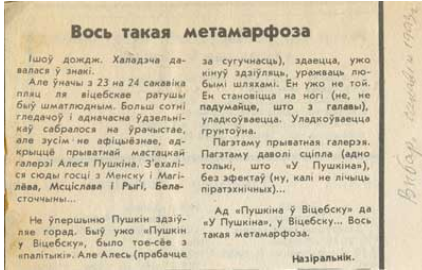 Вось такая метамарфоза
Ішоў дождж. Халадэча да-
валася ў знакі.
Але ўначы з 23 на 24 сакавіка
пляц ля віцебскае ратушы
быў шматлюдным. Больш сотні
гледачоў і адначасна ўдзельні-
каў сабралося на ўрачыстае,
але зусім не афіцыёзнае, ад-
крыццё прыватнай мастацкай
галерэі Алеся Пушкіна. З'ехалі-
ся сюды госці з Менску и Магі-
лёва, Мсціслава і Рыгі, Бела-
сточчыны...
Не ўпершыню Пушкін здзіў-
ляе горад. Быў ужо «Пушкін
у Віцебску», было тое-сёе з
«палітыкі». Але Алесь (прабачце
за сугучнасць), здаецца, ужо
кінуў здзіўляць, уражваць лю-
бымі шляхамі. Ён ужо не той.
Ён становіцца на ногі (не, не
падумайце, што з галавы),
уладкоўваецца. Уладкоўваецца
грунтоўна.
Пагэтаму прыватная галерэя.
Пагэтаму даволі сціпла (адно
толькі, што «У Пушкіна»),
без эфектаў (ну, калі не лічыць
піратэхнічных)...
Ад «Пушкіна ў Віцебску» да
«У Пушкіна», у Віцебску... Вось
такая метамарфоза.
Назіральнік.